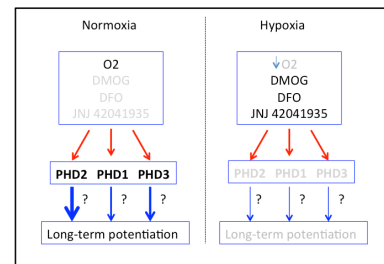 Normoxia
O2
DMOG
DFO
JNJ 42041935
PHD2 PHD1 PHD3
? ? ?
Long-term potentiation
Hypoxia
O2
DMOG
DFO
JNJ 42041935
PHD2 PHD1 PHD3
? ? ?
Long-term potentiation